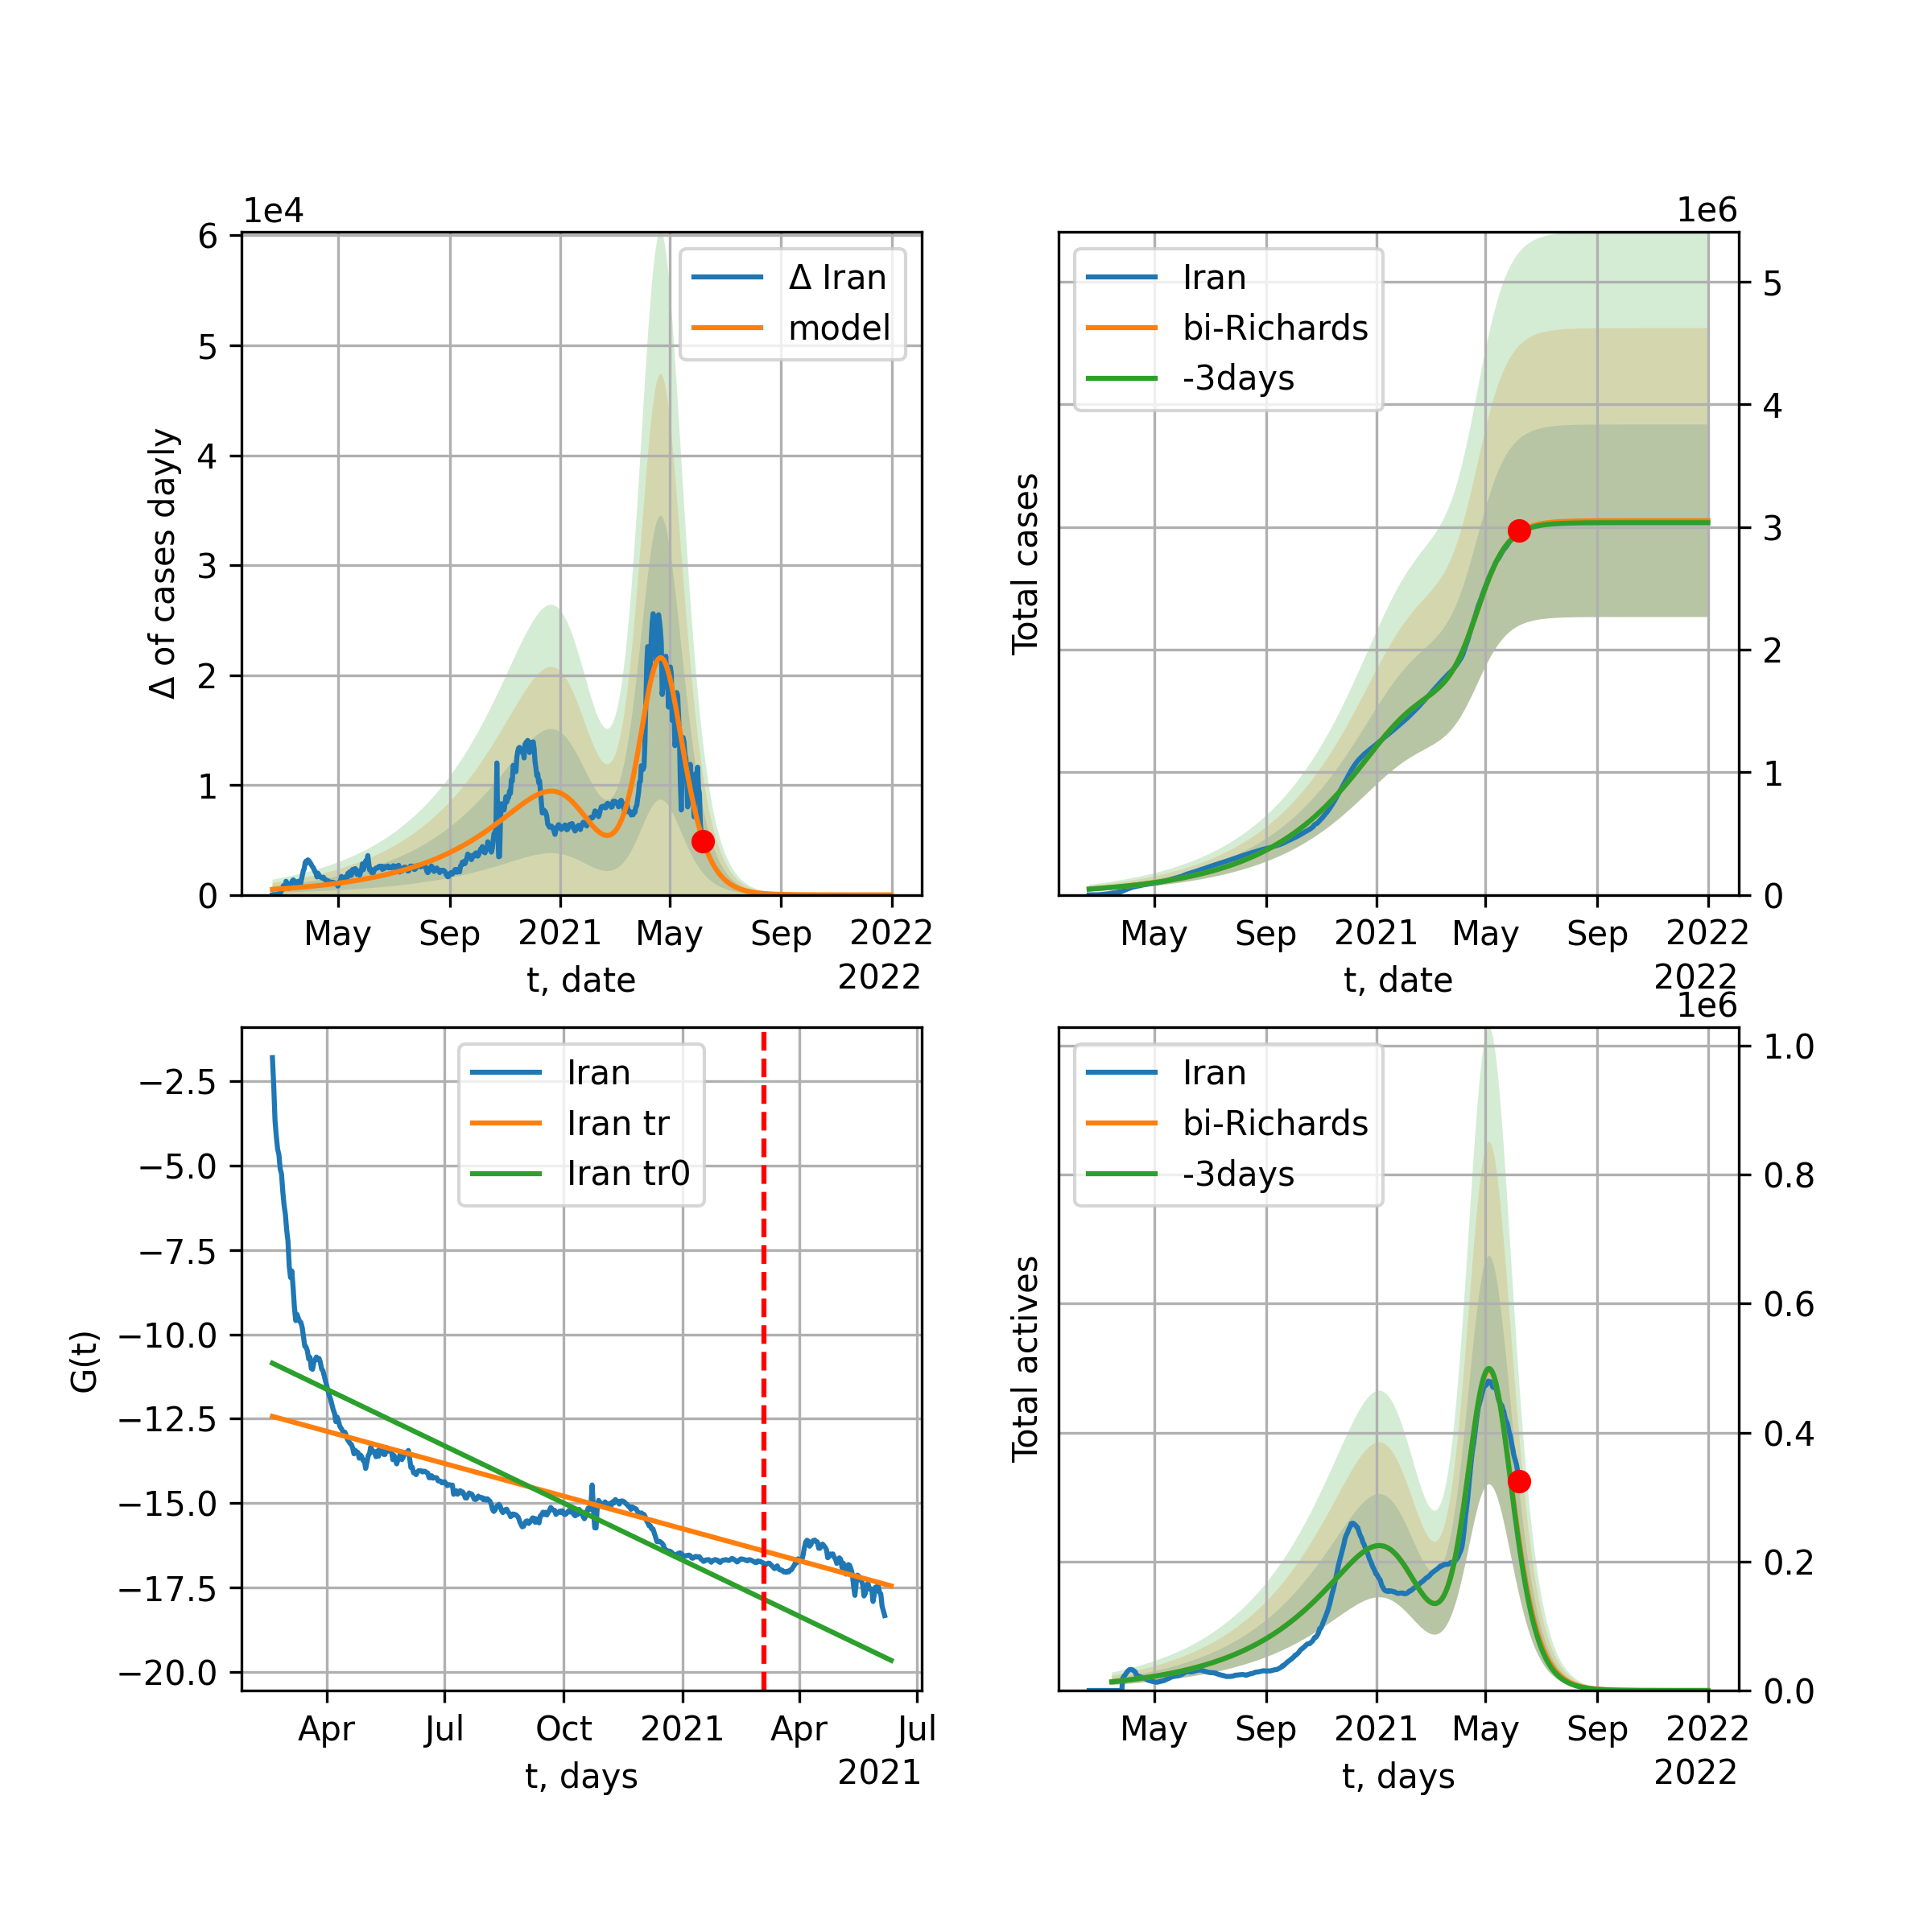 1e4
6
5
4
3
2
1
0
Δ of cases dayly
Δ Iran
model
May Sep 2021 May Sep 2022
t, date
2022
1e6
Iran
bi-Richards
-3days
Total cases
5
4
3
2
1
0
May Sep 2021 May Sep 2022
t, date
2022
G(t)
−2.5
−5.0
−7.5
−10.0
−12.5
−15.0
−17.5
−20.0
Iran
Iran tr
Iran tr0
Apr Jul Oct 2021 Apr Jul
t, days
2021
1e6
Iran
bi-Richards
-3days
Total actives
1.0
0.8
0.6
0.4
0.2
0.0
May Sep 2021 May Sep 2022
t, days
2022